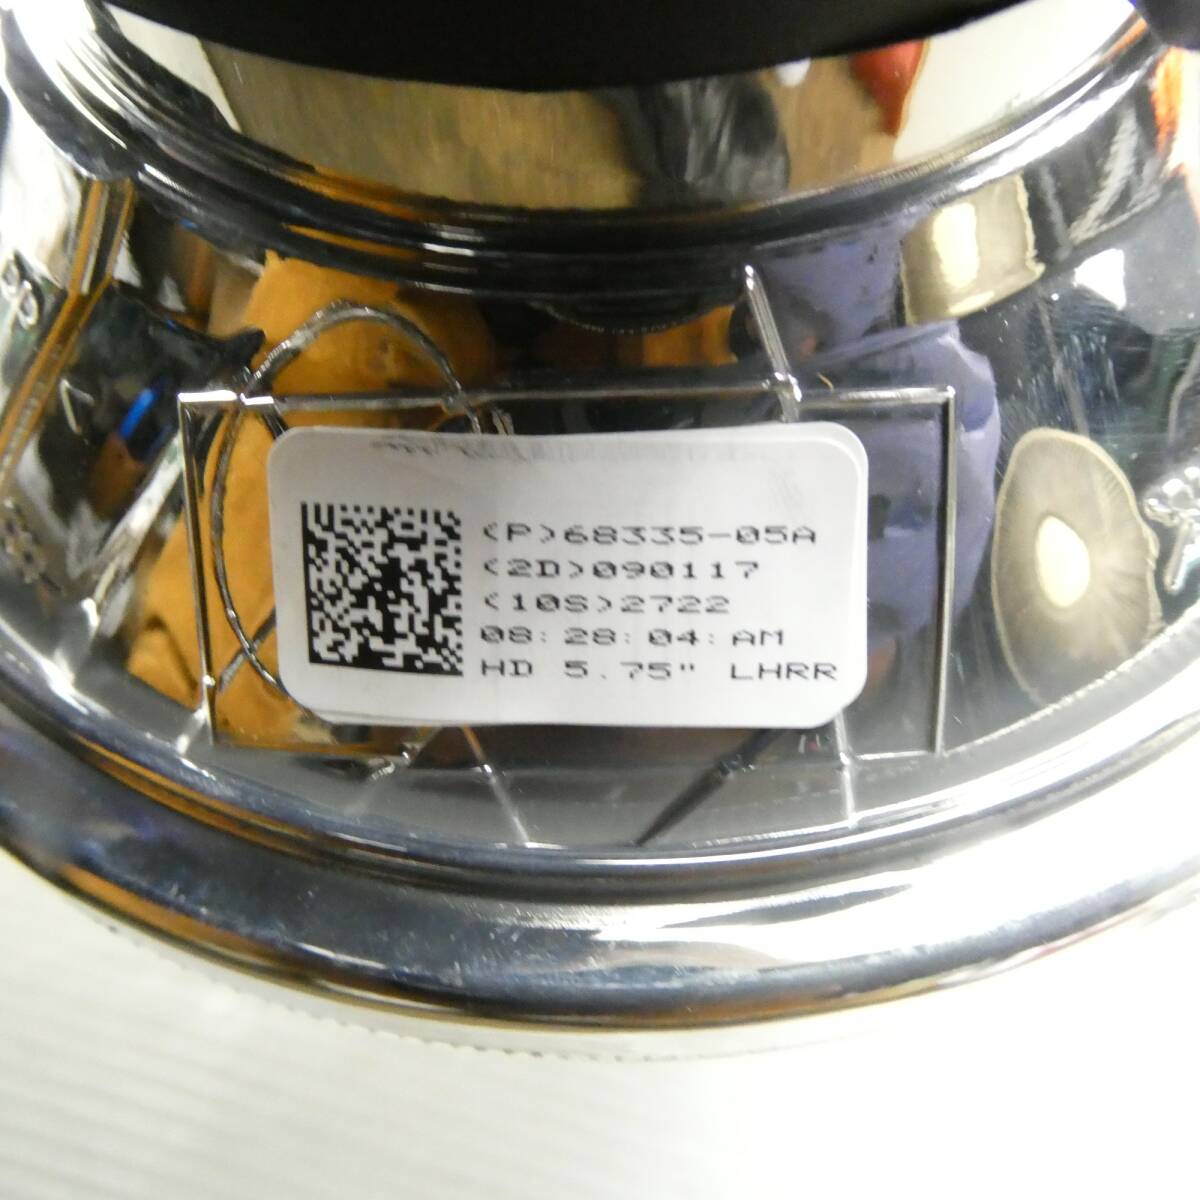 (P)68335-05A
(2D)090117
(10S)2722
08:28:04:AM
HD 5.75" LHRR